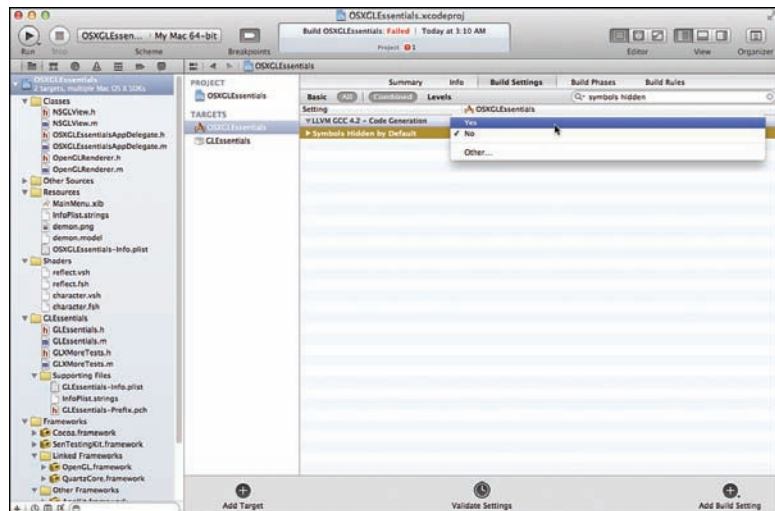 OSXGLEssentials.xcodeproj
Run
Stop
OSXGLEssen...
My Mac 64-bit
Scheme
Breakpoints
Build OSXGLEssentials: Failed | Today at 3:10 AM
Project 1
Editor
View
Organizer
OSXGLEssentials
OSXGLEssentials
2 targets, multiple Mac OS X SDKs
Classes
NSGLView.h
NSGLView.m
OSXGLEssentialsAppDelegate.h
OSXGLEssentialsAppDelegate.m
OpenGLRenderer.h
OpenGLRenderer.m
Other Sources
Resources
MainMenu.xib
InfoPlist.strings
demon.png
demon.model
OSXGLEssentials-Info.plist
Shaders
reflect.vsh
reflect.fsh
character.vsh
character.fsh
GLEssentials
GLEssentials.h
GLEssentials.m
GLXMoreTests.h
GLXMoreTests.m
Supporting Files
GLEssentials-Info.plist
InfoPlist.strings
GLEssentials-Prefix.pch
Frameworks
Cocoa.framework
SenTestingKit.framework
Linked Frameworks
OpenGL.framework
QuartzCore.framework
Other Frameworks
PROJECT
OSXGLEssentials
TARGETS
OSXGLEssentials
GLEssentials
Summary
Info
Build Settings
Build Phases
Build Rules
Basic
All
Combined
Levels
symbols hidden
Setting
OSXGLEssentials
LLVM GCC 4.2 - Code Generation
Symbols Hidden by Default
Yes
No
Other...
Add Target
Validate Settings
Add Build Setting